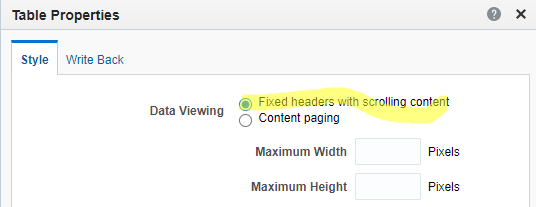 Table Properties
Style Write Back
Data Viewing Fixed headers with scrolling content
Content paging
Maximum Width Pixels
Maximum Height Pixels